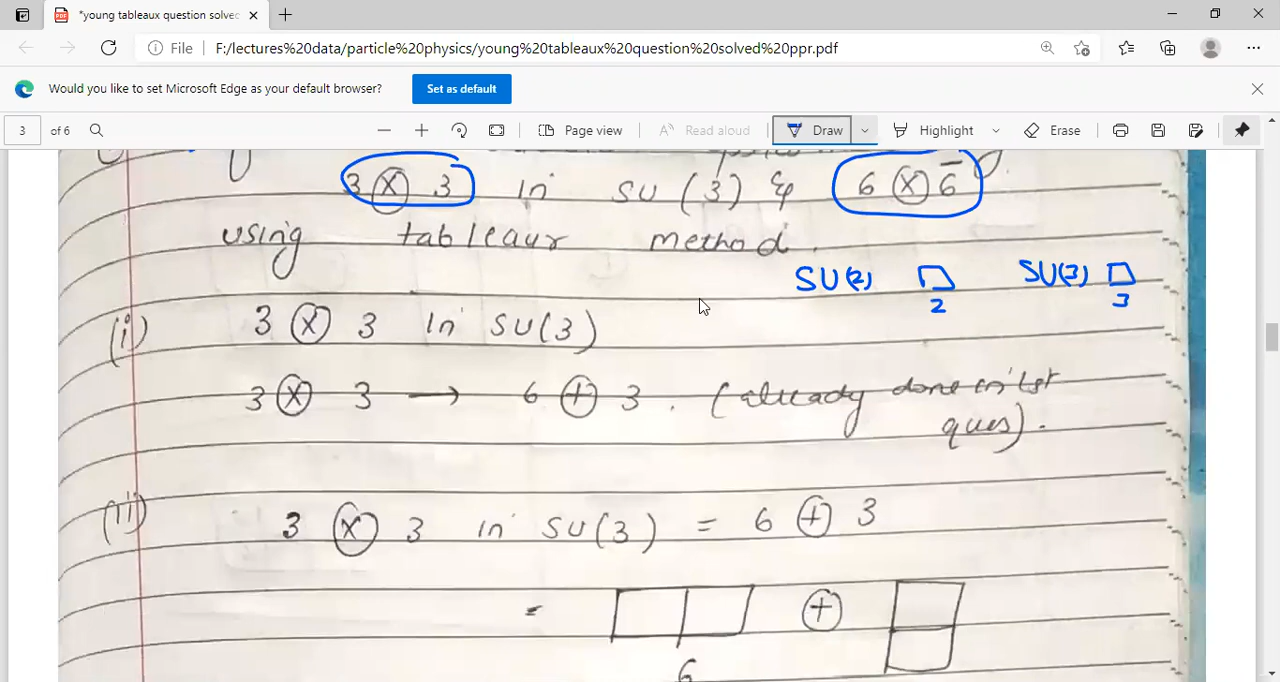 *young tableaux question solvec
File F:/lectures%20data/particle%20physics/young%20tableaux%20question%20solved%20ppr.pdf
Would you like to set Microsoft Edge as your default browser? Set as default
3 of 6 Page view Read aloud Draw Highlight Erase
3 ⊗ 3 in SU(3) & 6 ⊗ 6̅
using tableaux method.
SU(2) 2 SU(3) 3
(i) 3 ⊗ 3 in SU(3)
3 ⊗ 3 → 6 ⊕ 3. (already done in 1st
ques).
(ii) 3 ⊗ 3 in SU(3) = 6 ⊕ 3
= ⊕
6